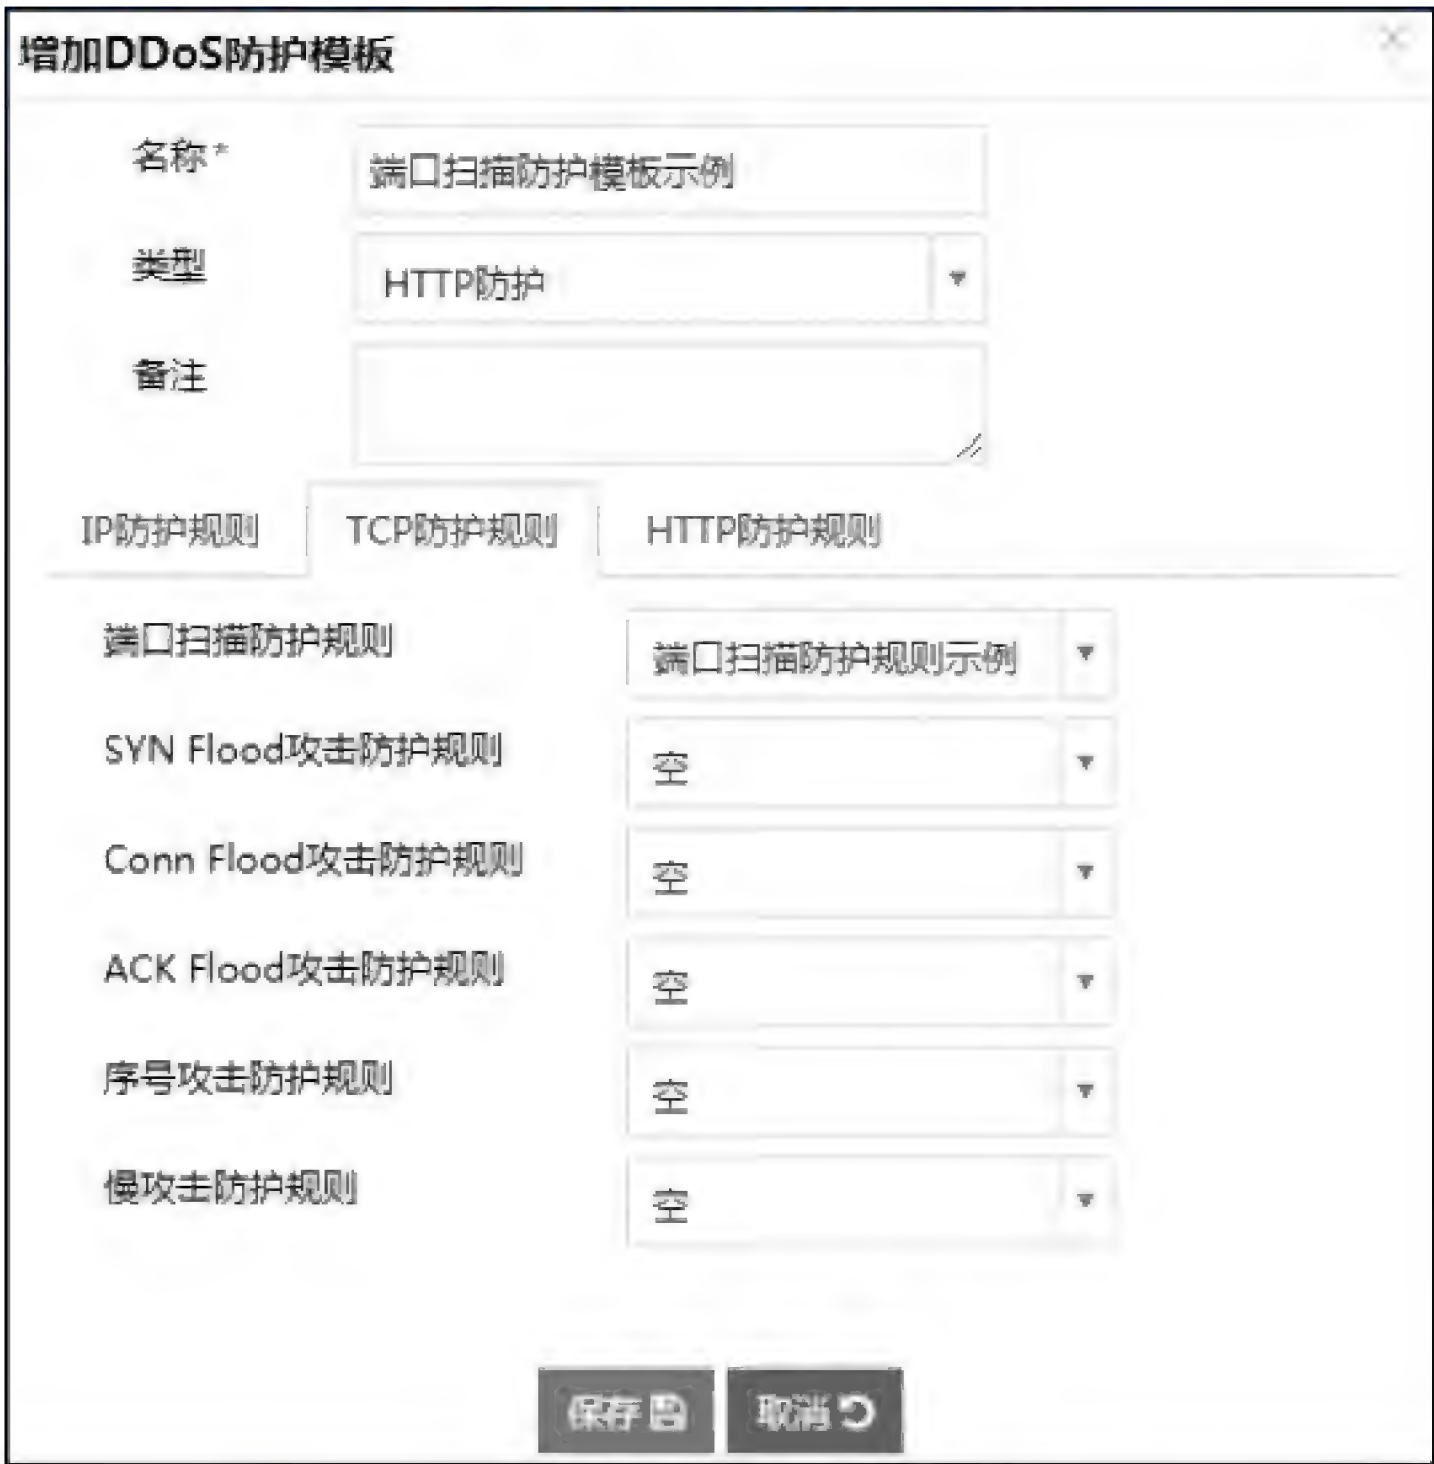 增加DDoS防护模板
名称* 端口扫描防护模板示例
类型 HTTP防护
备注
IP防护规则 TCP防护规则 HTTP防护规则
端口扫描防护规则 端口扫描防护规则示例
SYN Flood攻击防护规则 空
Conn Flood攻击防护规则 空
ACK Flood攻击防护规则 空
序号攻击防护规则 空
慢攻击防护规则 空
保存 取消